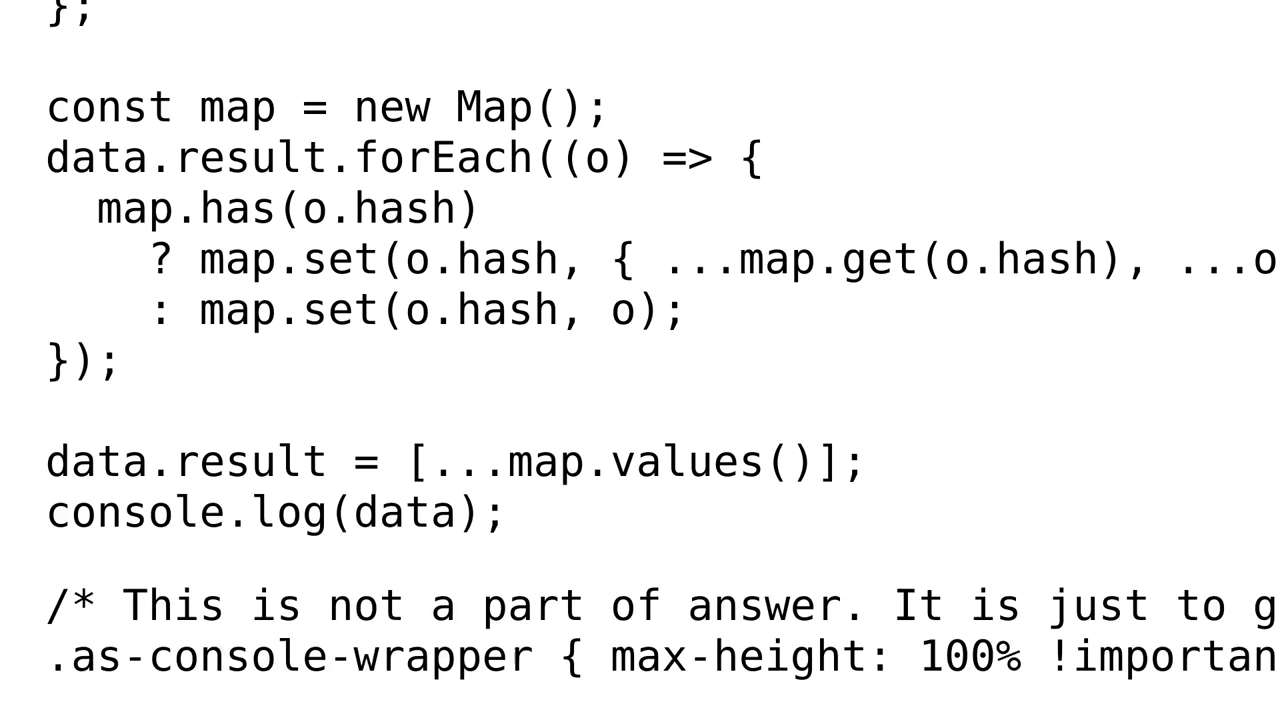 };
const map = new Map();
data.result.forEach((o) => {
  map.has(o.hash)
    ? map.set(o.hash, { ...map.get(o.hash), ...o
    : map.set(o.hash, o);
});
data.result = [...map.values()];
console.log(data);
/* This is not a part of answer. It is just to g
.as-console-wrapper { max-height: 100% !importan